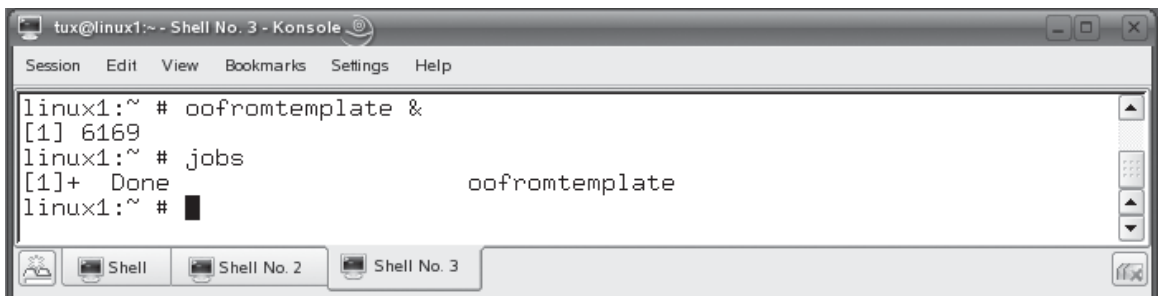 tux@linux1:~ - Shell No. 3 - Konsole
Session Edit View Bookmarks Settings Help
linux1:~ # oofromtemplate &
[1] 6169
linux1:~ # jobs
[1]+  Done                    oofromtemplate
linux1:~ #
Shell Shell No. 2 Shell No. 3